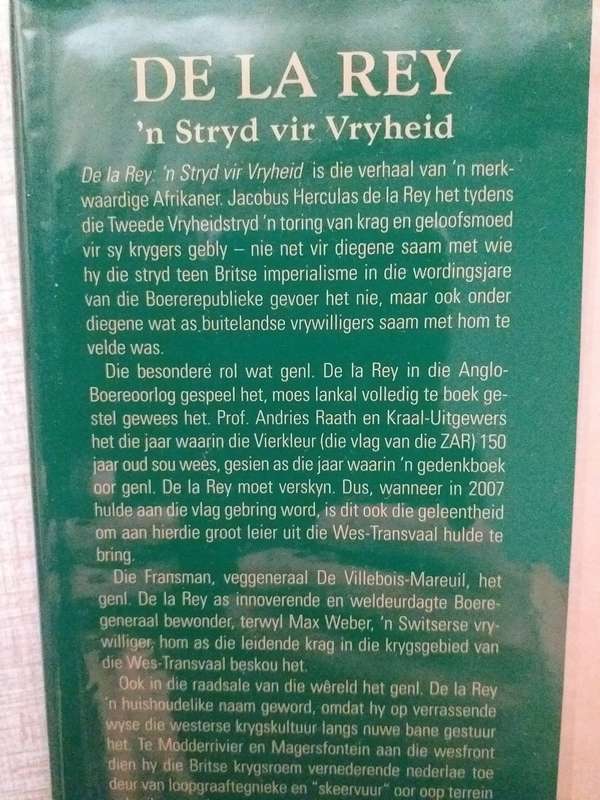 DE LA REY
'n Stryd vir Vryheid
De la Rey: 'n Stryd vir Vryheid is die verhaal van 'n merk-
waardige Afrikaner. Jacobus Herculas de la Rey het tydens
die Tweede Vryheidstryd 'n toring van krag en geloofsmoed
vir sy krygers gebly – nie net vir diegene saam met wie
hy die stryd teen Britse imperialisme in die wordingsjare
van die Boererepublieke gevoer het nie, maar ook onder
diegene wat as buitelandse vrywilligers saam met hom te
velde was.
Die besondere rol wat genl. De la Rey in die Anglo-
Boereoorlog gespeel het, moes lankal volledig te boek ge-
stel gewees het. Prof. Andries Raath en Kraal-Uitgewers
het die jaar waarin die Vierkleur (die vlag van die ZAR) 150
jaar oud sou wees, gesien as die jaar waarin 'n gedenkboek
oor genl. De la Rey moet verskyn. Dus, wanneer in 2007
hulde aan die vlag gebring word, is dit ook die geleentheid
om aan hierdie groot leier uit die Wes-Transvaal hulde te
bring.
Die Fransman, veggeneraal De Villebois-Mareuil, het
genl. De la Rey as innoverende en weldeurdagte Boere-
generaal bewonder, terwyl Max Weber, 'n Switserse vry-
williger, hom as die leidende krag in die krygsgebied van
die Wes-Transvaal beskou het.
Ook in die raadsale van die wêreld het genl. De la Rey
'n huishoudelike naam geword, omdat hy op verrassende
wyse die westerse krygskultuur langs nuwe bane gestuur
het. Te Modderrivier en Magersfontein aan die wesfront
dien hy die Britse krygsroem vernederende nederlae toe
deur van loopgraaftegnieke en "skeervuur" oor oop terrein